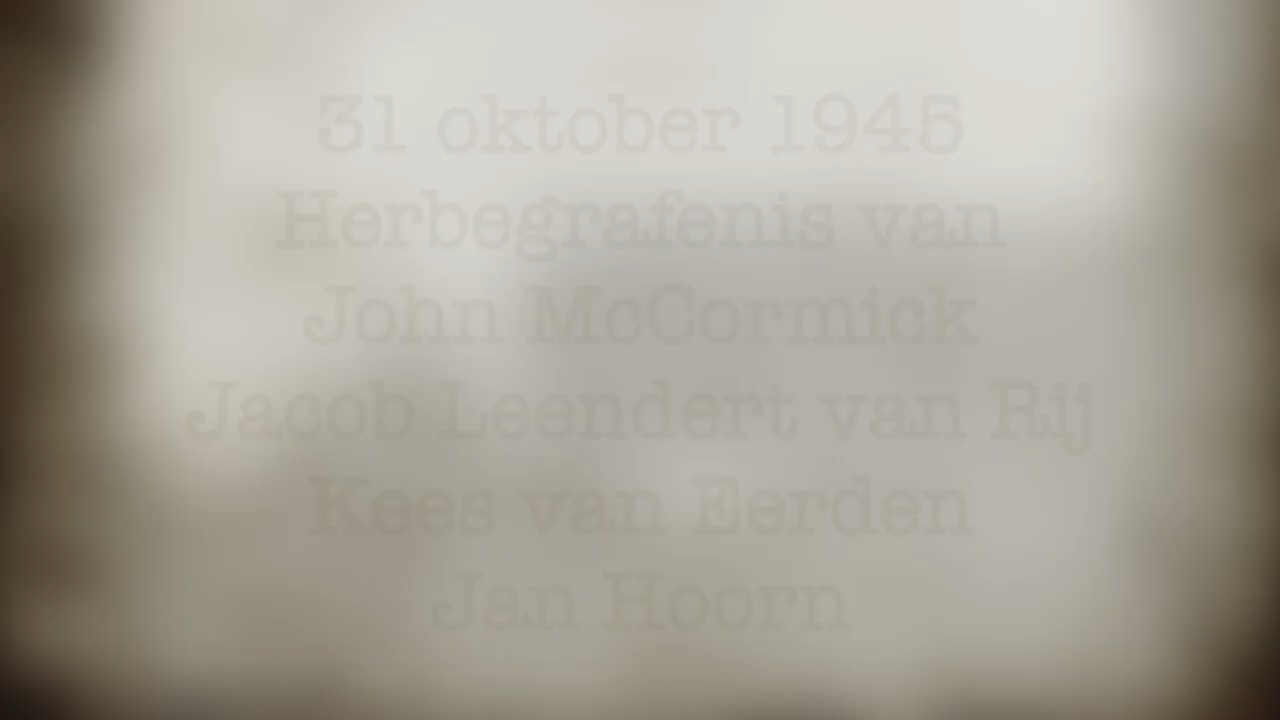 31 oktober 1945
Herbegrafenis van
John McCormick
Jacob Leendert van Rij
Kees van Eerden
Jan Hoorn